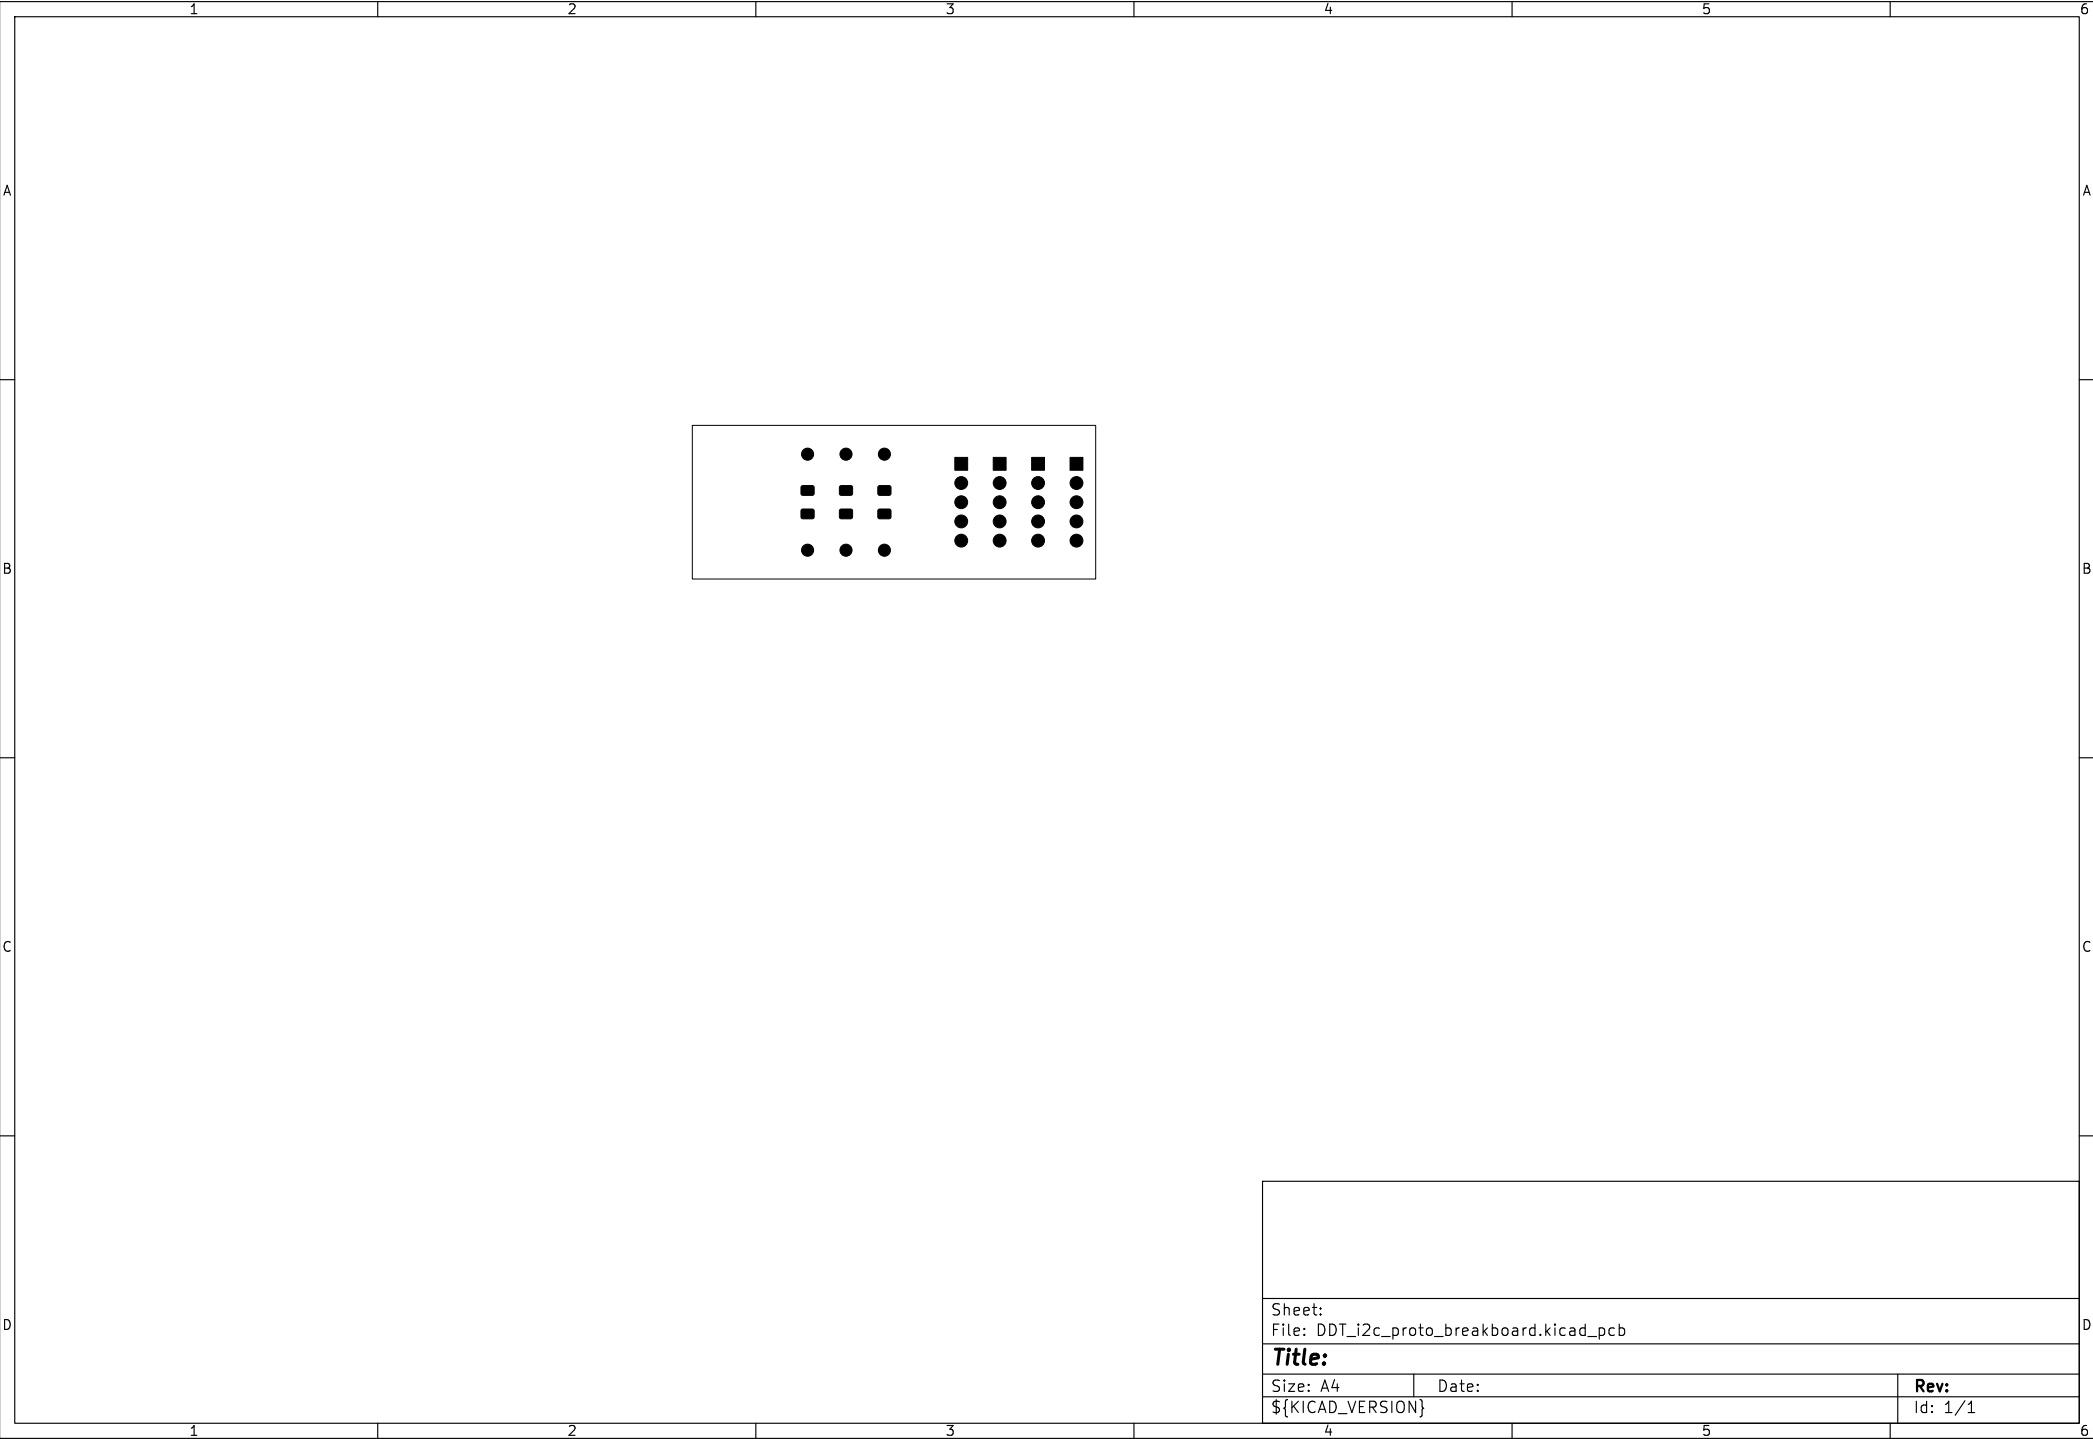 1 2 3 4 5 6
A A
B B
C C
D D
Sheet:
File: DDT_i2c_proto_breakboard.kicad_pcb
Title:
Size: A4 Date: Rev:
${KICAD_VERSION} Id: 1/1
1 2 3 4 5 6